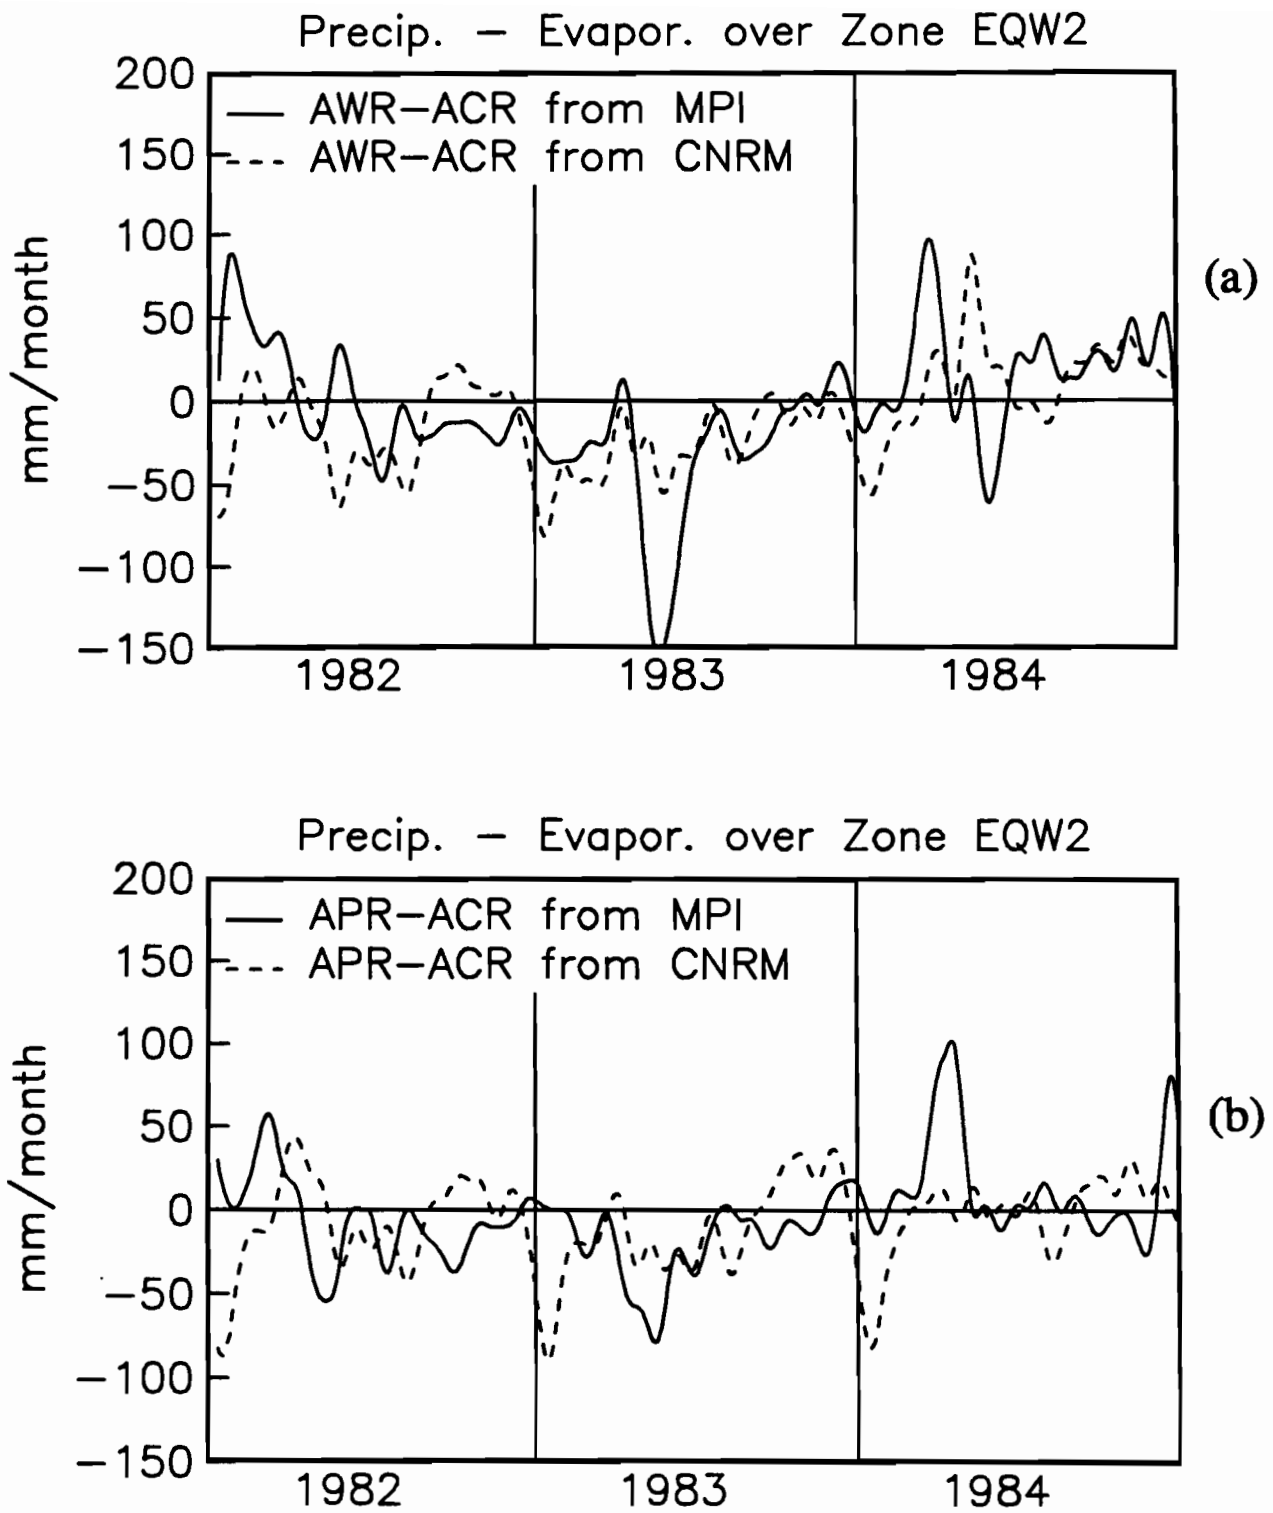 Precip. − Evapor. over Zone EQW2
200
AWR−ACR from MPI
150
AWR−ACR from CNRM
100
(a)
50
mm/month
0
−50
−100
−150
1982 1983 1984
Precip. − Evapor. over Zone EQW2
200
APR−ACR from MPI
150
APR−ACR from CNRM
100
(b)
50
mm/month
0
−50
−100
−150
1982 1983 1984